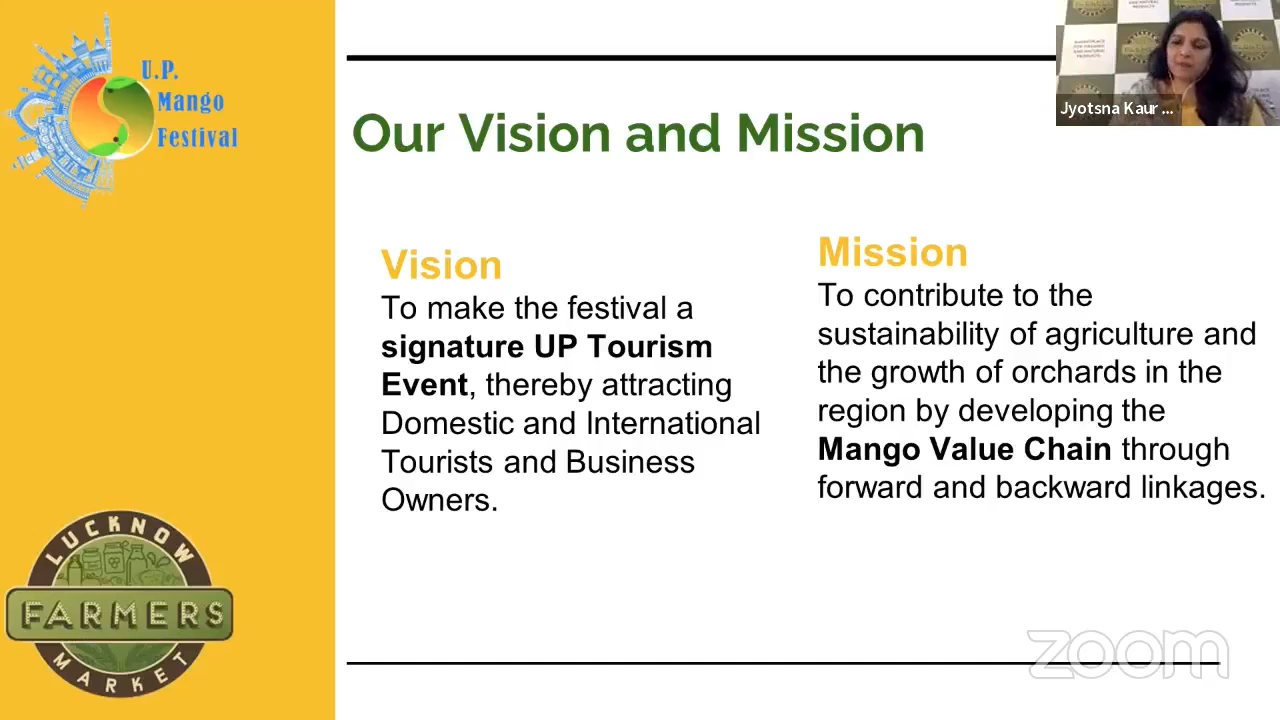 U.P.
Mango
Festival
Our Vision and Mission
Vision
To make the festival a
signature UP Tourism
Event, thereby attracting
Domestic and International
Tourists and Business
Owners.
Mission
To contribute to the
sustainability of agriculture and
the growth of orchards in the
region by developing the
Mango Value Chain through
forward and backward linkages.
LUCKNOW
FARMERS
MARKET
Jyotsna Kaur ...
zoom